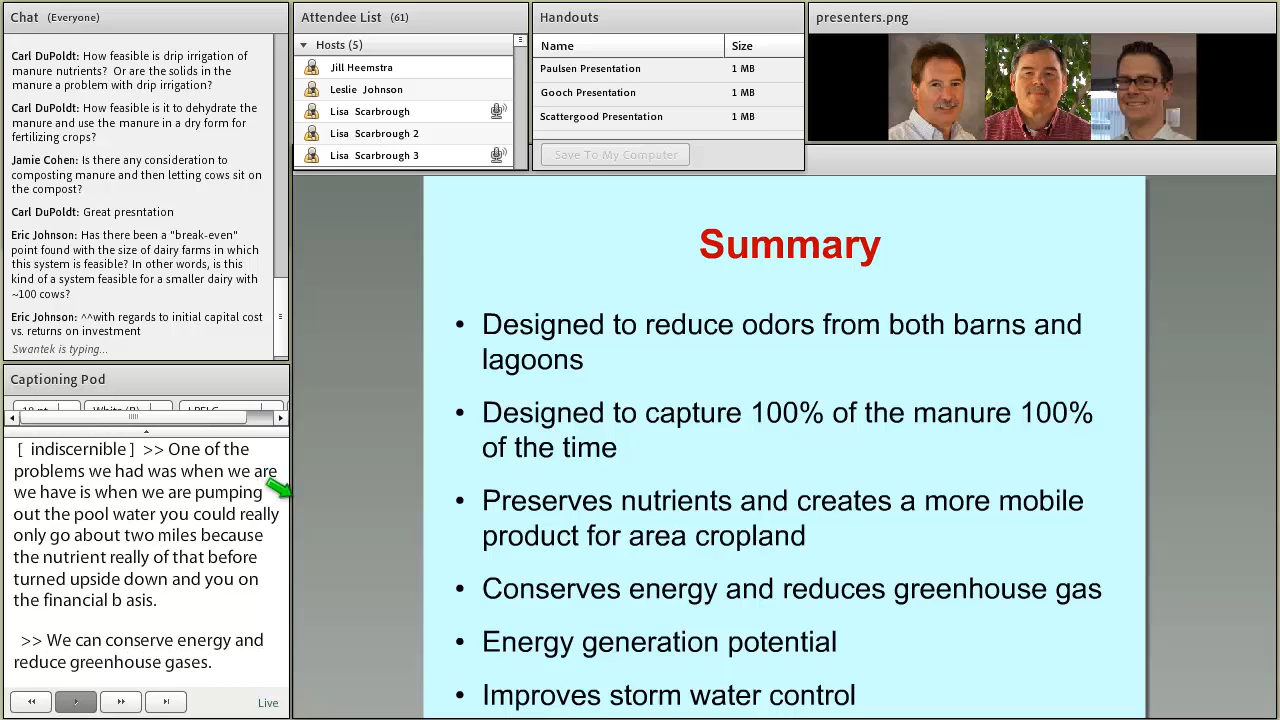 Chat (Everyone)
Carl DuPoldt: How feasible is drip irrigation of
manure nutrients? Or are the solids in the
manure a problem with drip irrigation?
Carl DuPoldt: How feasible is it to dehydrate the
manure and use the manure in a dry form for
fertilizing crops?
Jamie Cohen: Is there any consideration to
composting manure and then letting cows sit on
the compost?
Carl DuPoldt: Great presntation
Eric Johnson: Has there been a "break-even"
point found with the size of dairy farms in which
this system is feasible? In other words, is this
kind of a system feasible for a smaller dairy with
~100 cows?
Eric Johnson: ^^with regards to initial capital cost
vs. returns on investment
Swantek is typing...
Captioning Pod
[ indiscernible ] >> One of the
problems we had was when we are
we have is when we are pumping
out the pool water you could really
only go about two miles because
the nutrient really of that before
turned upside down and you on
the financial b asis.
>> We can conserve energy and
reduce greenhouse gases.
Live
Attendee List (61)
Hosts (5)
Jill Heemstra
Leslie Johnson
Lisa Scarbrough
Lisa Scarbrough 2
Lisa Scarbrough 3
Handouts
Name Size
Paulsen Presentation 1 MB
Gooch Presentation 1 MB
Scattergood Presentation 1 MB
Save To My Computer
presenters.png
Summary
• Designed to reduce odors from both barns and
lagoons
• Designed to capture 100% of the manure 100%
of the time
• Preserves nutrients and creates a more mobile
product for area cropland
• Conserves energy and reduces greenhouse gas
• Energy generation potential
• Improves storm water control